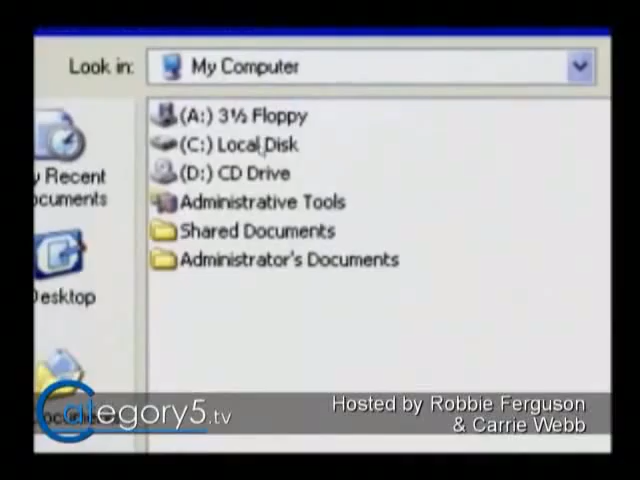 Look in: My Computer
(A:) 3½ Floppy
(C:) Local Disk
(D:) CD Drive
Administrative Tools
Shared Documents
Administrator's Documents
y Recent
ocuments
Desktop
Category5.tv
Hosted by Robbie Ferguson
& Carrie Webb